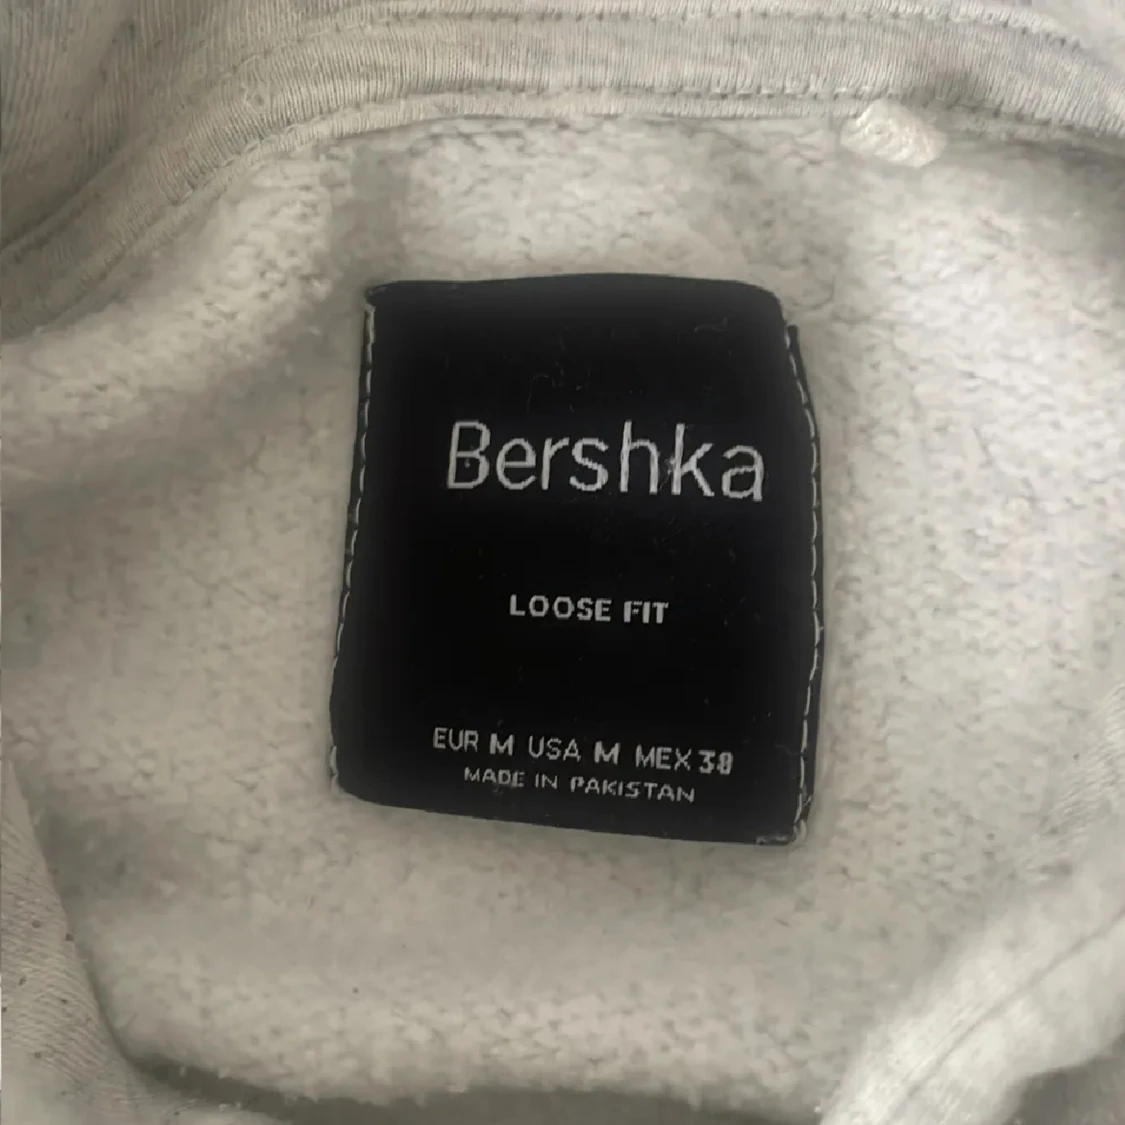 Bershka
LOOSE FIT
EUR M USA M MEX 38
MADE IN PAKISTAN